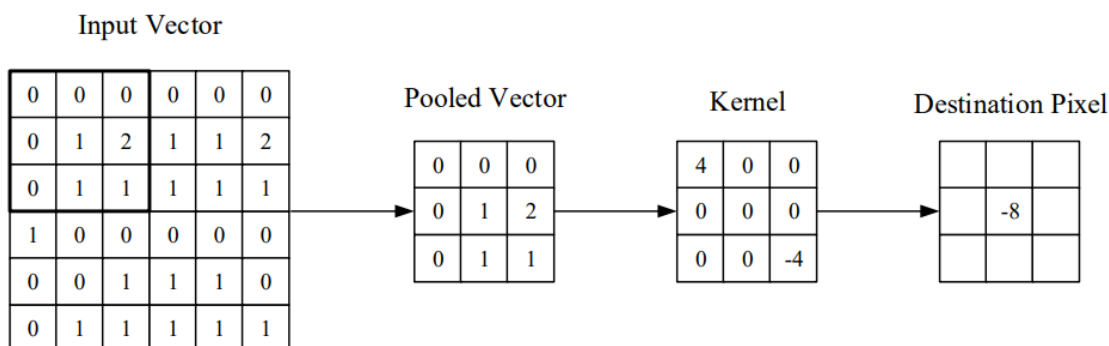 Input Vector
Pooled Vector
Kernel
Destination Pixel
0 0 0 0 0 0
0 1 2 1 1 2
0 1 1 1 1 1
1 0 0 0 0 0
0 0 1 1 1 0
0 1 1 1 1 1
0 0 0
0 1 2
0 1 1
4 0 0
0 0 0
0 0 -4
-8